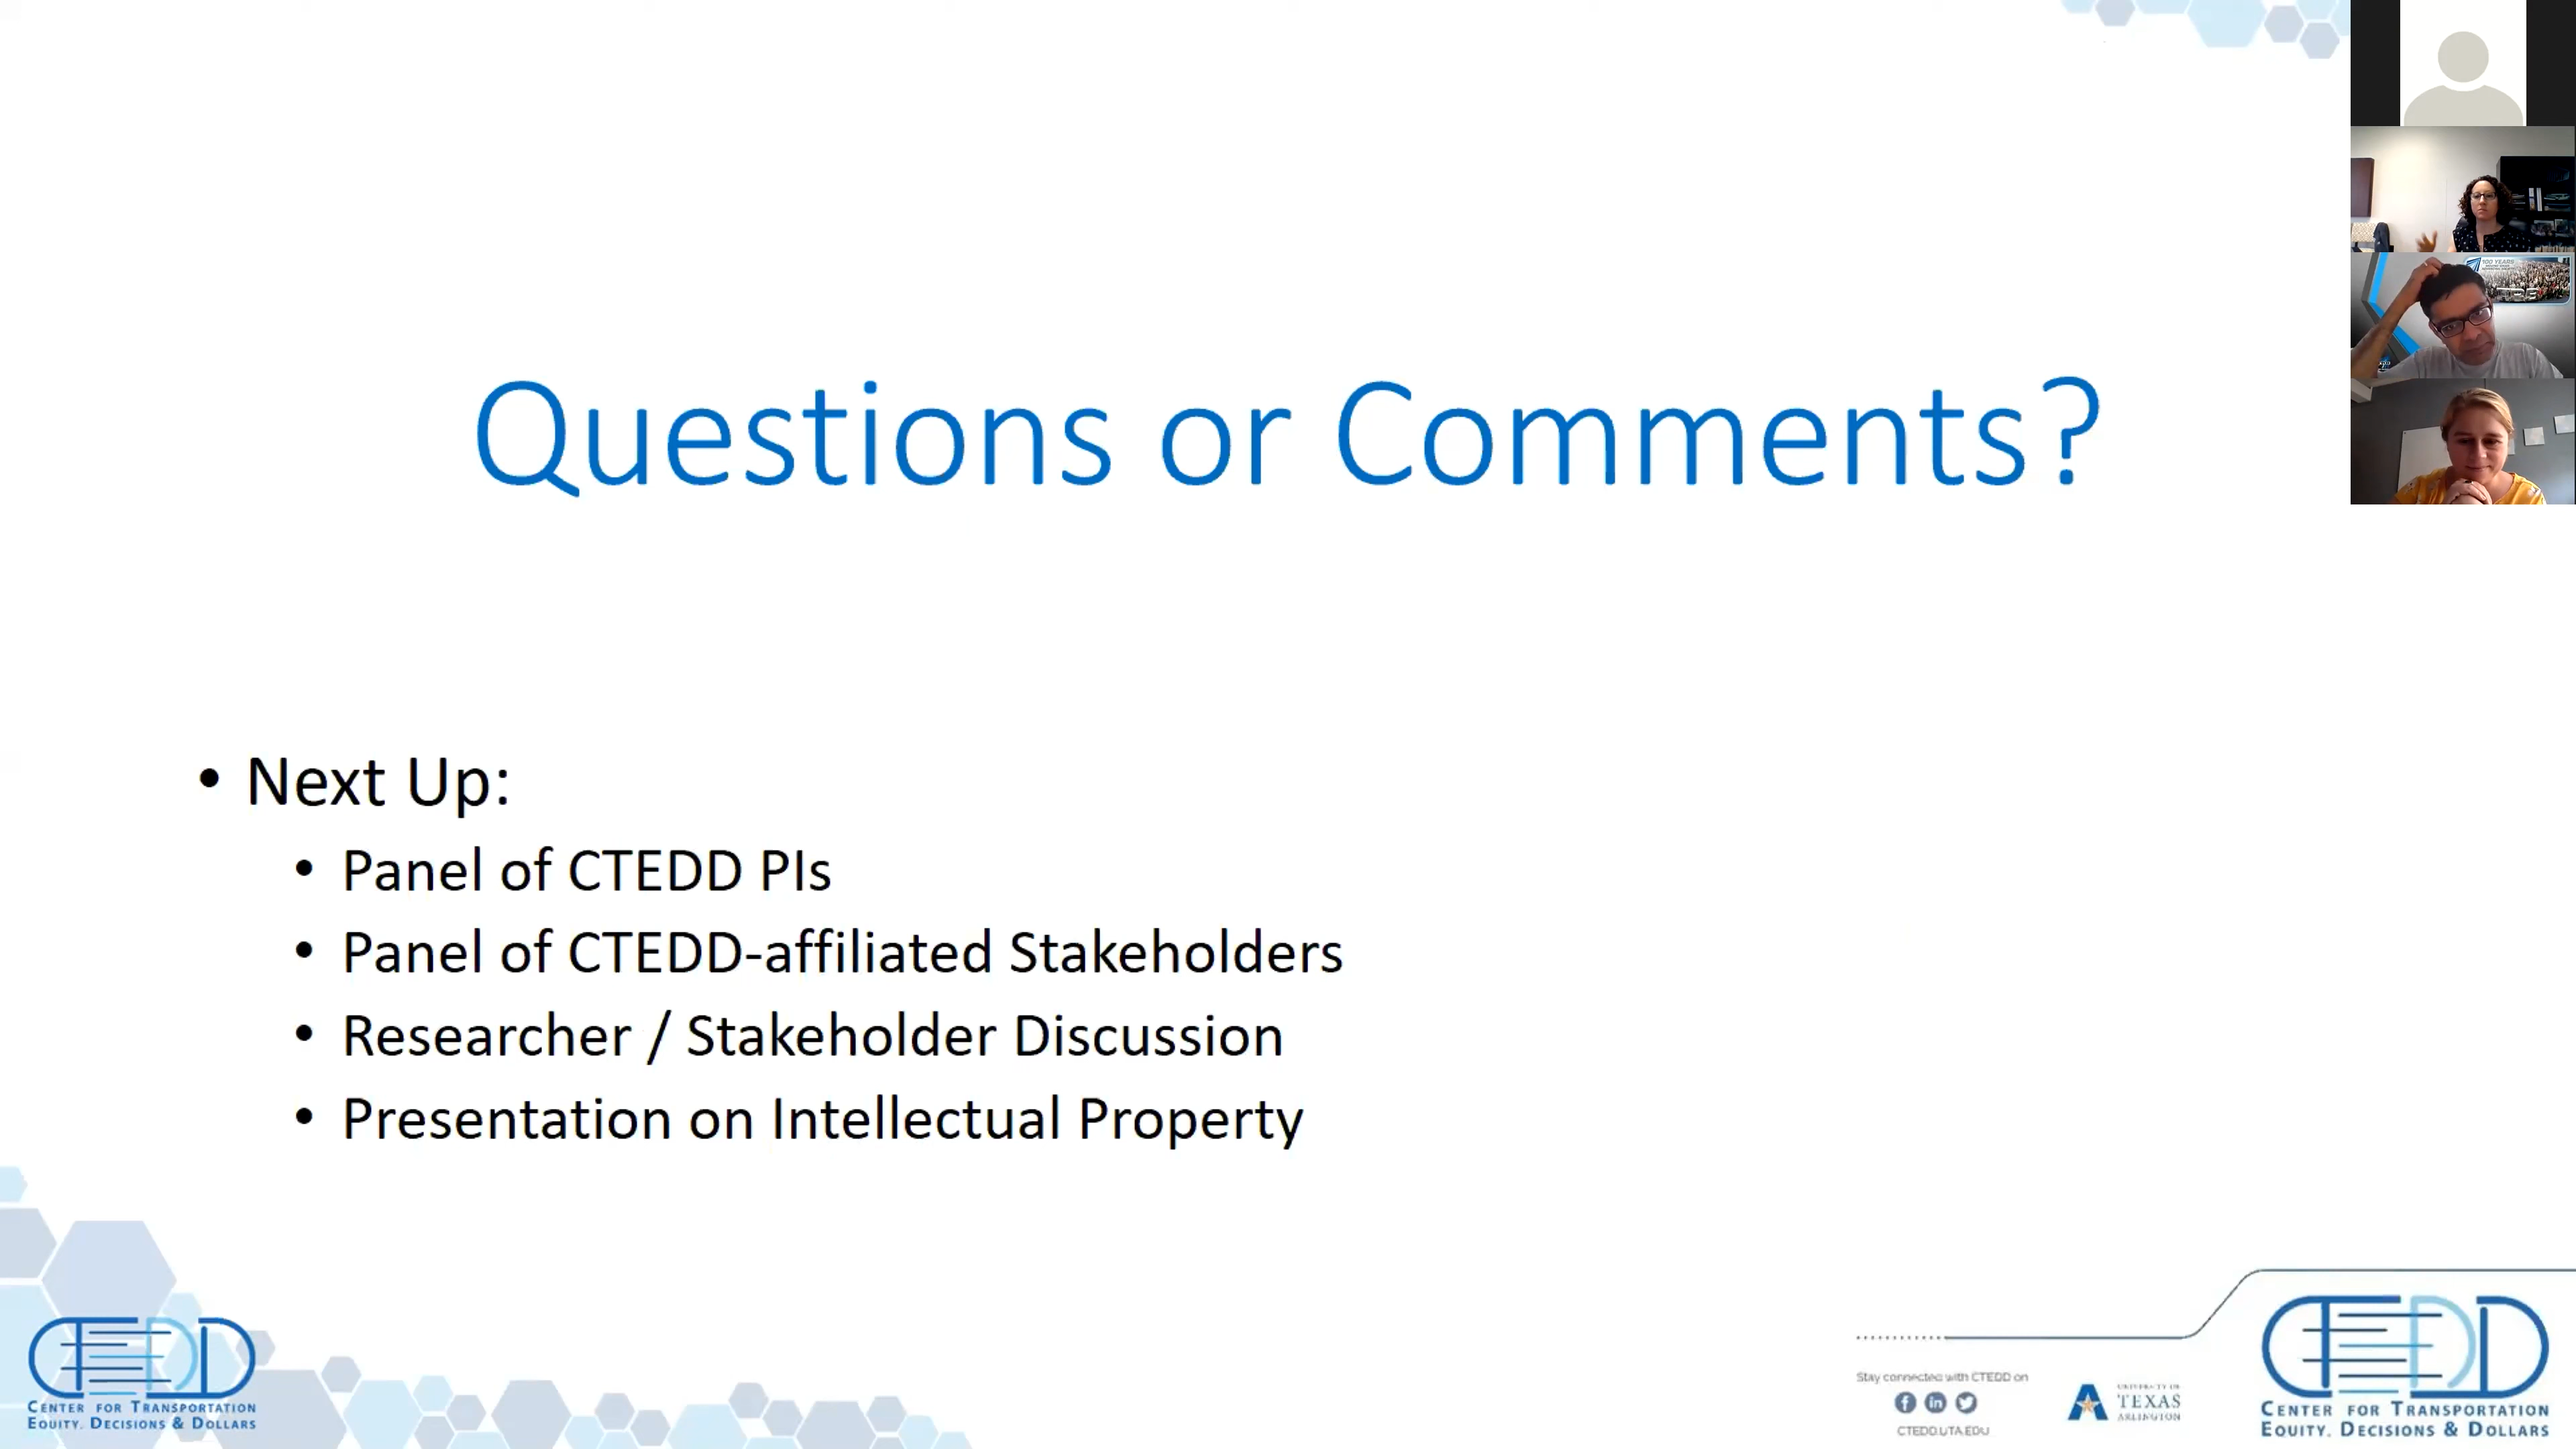 100 YEARS
Questions or Comments?
• Next Up:
• Panel of CTEDD PIs
• Panel of CTEDD-affiliated Stakeholders
• Researcher / Stakeholder Discussion
• Presentation on Intellectual Property
CTEDD
CENTER FOR TRANSPORTATION
EQUITY, DECISIONS & DOLLARS
Stay connected with CTEDD on
CTEDD.UTA.EDU
UNIVERSITY OF
TEXAS
ARLINGTON
CTEDD
CENTER FOR TRANSPORTATION
EQUITY, DECISIONS & DOLLARS